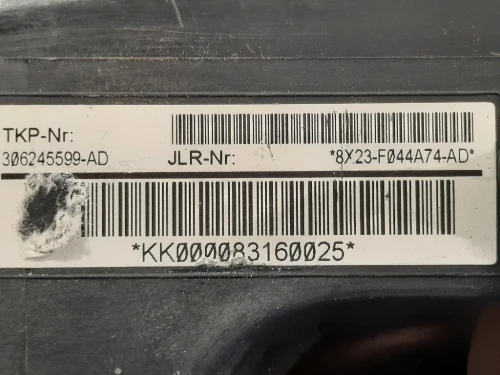 TKP-Nr:
306245599-AD JLR-Nr: *8X23-F044A74-AD*
*KK000083160025*